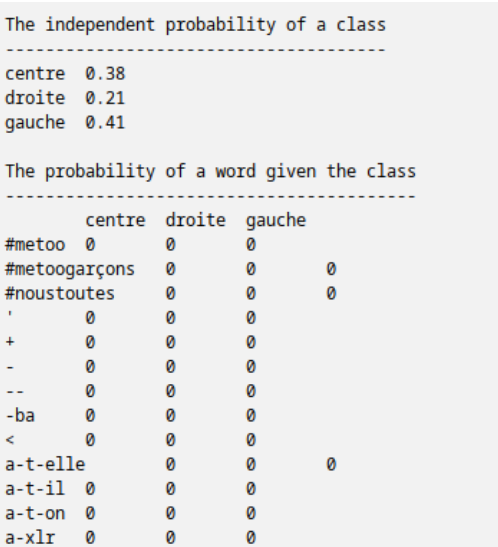 The independent probability of a class
--------------------------------------
centre  0.38
droite  0.21
gauche  0.41

The probability of a word given the class
-----------------------------------------
        centre  droite  gauche
#metoo  0       0       0
#metoogarçons   0       0       0
#noustoutes     0       0       0
'       0       0       0
+       0       0       0
-       0       0       0
--      0       0       0
-ba     0       0       0
<       0       0       0
a-t-elle        0       0       0
a-t-il  0       0       0
a-t-on  0       0       0
a-xlr   0       0       0